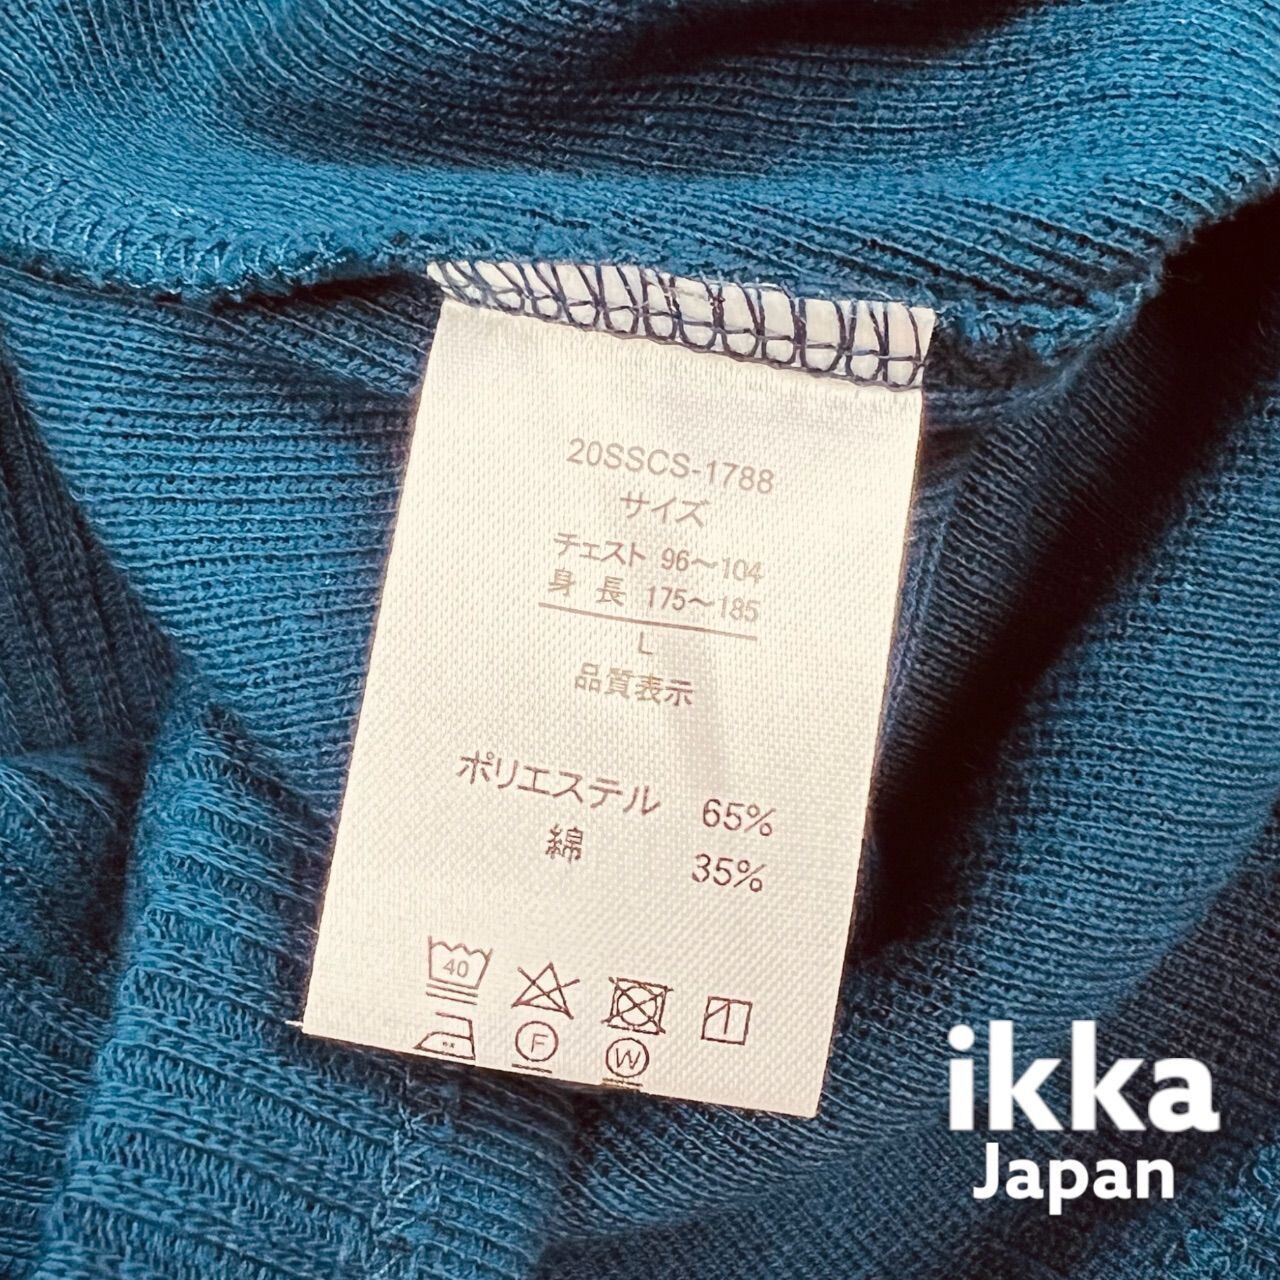 20SSCS-1788
サイズ
チェスト 96～104
身 長 175～185
L
品質表示
ポリエステル 65%
綿 35%
40
F
W
ikka
Japan